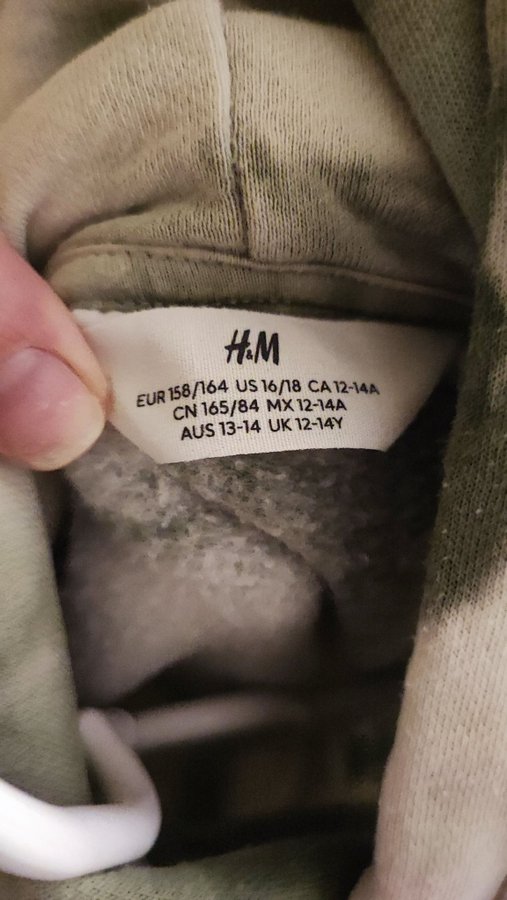 H&M
EUR 158/164 US 16/18 CA 12-14A
CN 165/84 MX 12-14A
AUS 13-14 UK 12-14Y